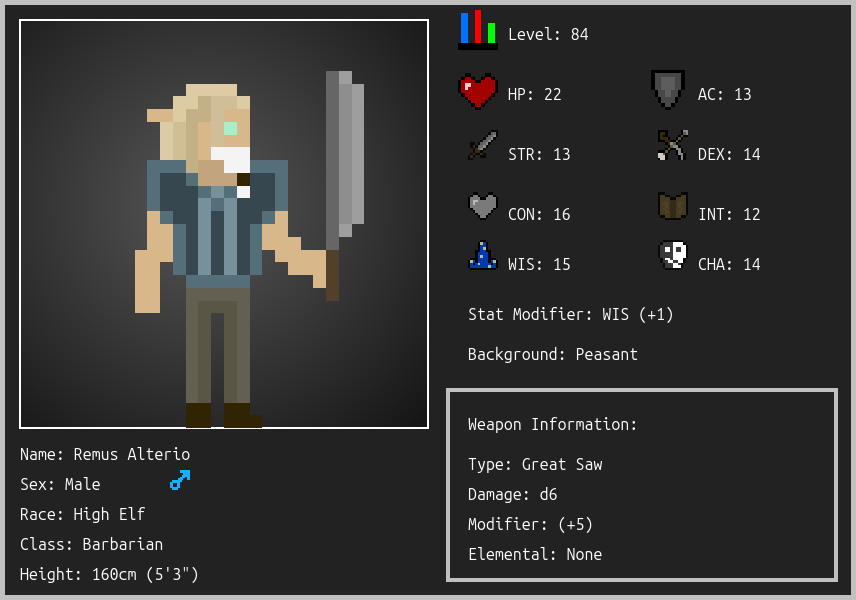 Level: 84
HP: 22
AC: 13
STR: 13
DEX: 14
CON: 16
INT: 12
WIS: 15
CHA: 14
Stat Modifier: WIS (+1)
Background: Peasant
Weapon Information:
Type: Great Saw
Damage: d6
Modifier: (+5)
Elemental: None
Name: Remus Alterio
Sex: Male
Race: High Elf
Class: Barbarian
Height: 160cm (5'3")